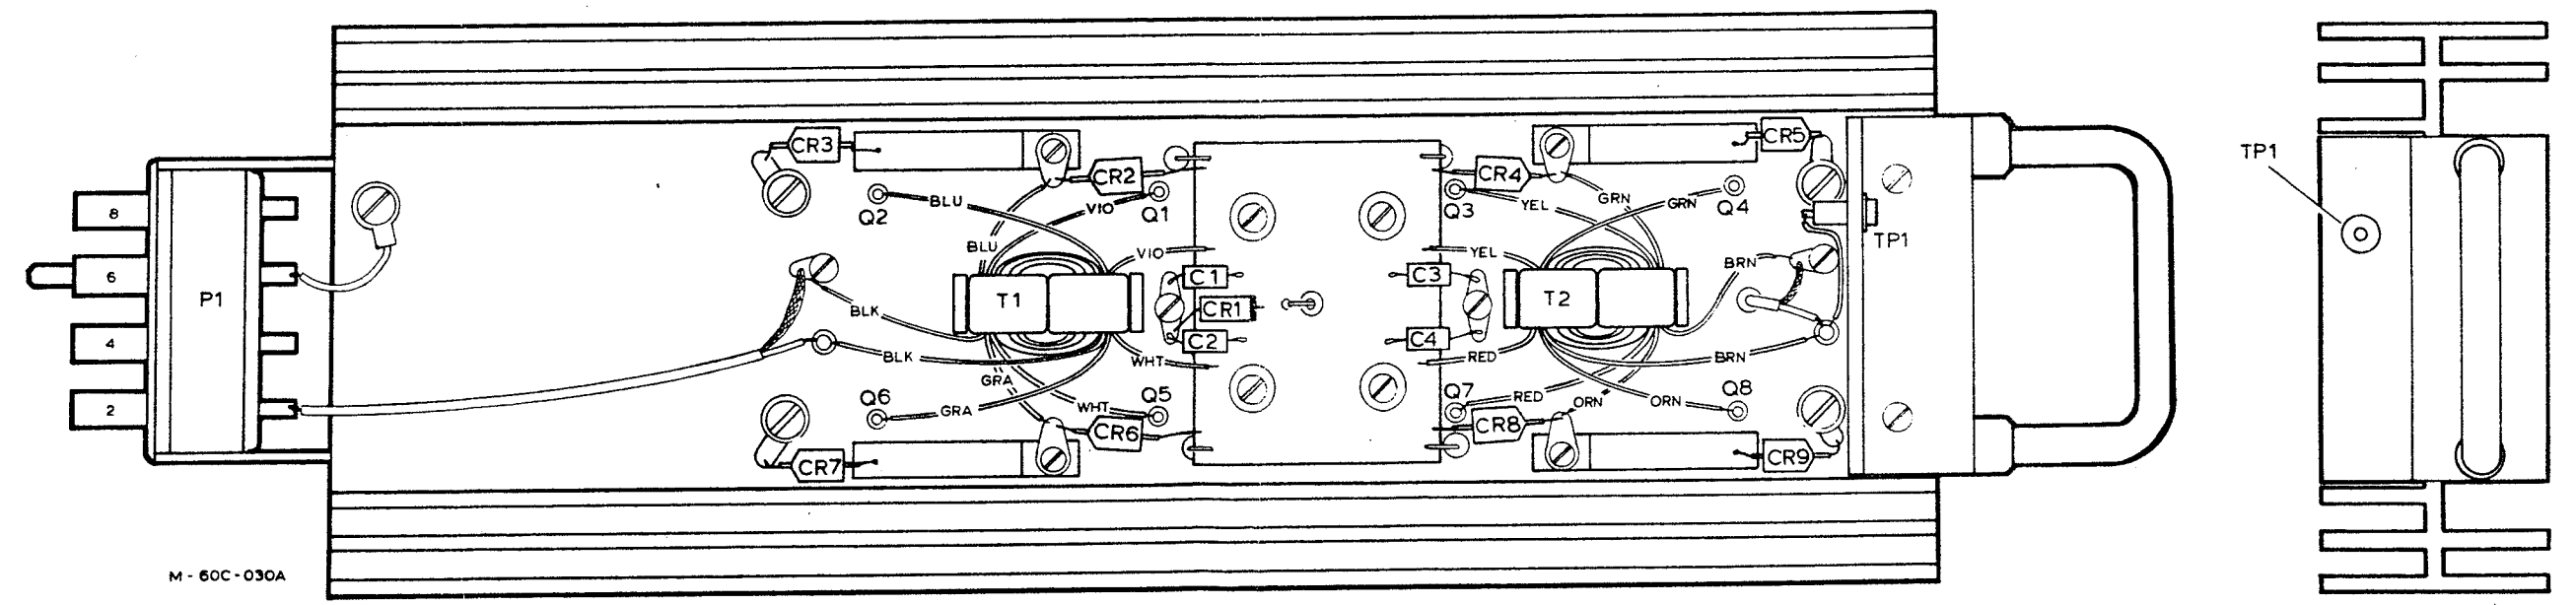 TP1
CR3
CR5
CR2
CR4
8
Q2
BLU
VIO
Q1
Q3
YEL
GRN
GRN
Q4
BLU
VIO
YEL
BRN
TP1
6
C1
C3
P1
T1
CR1
T2
BLK
4
C2
C4
BLK
WHT
RED
BRN
GRA
2
Q6
GRA
WHT
Q5
Q7
RED
ORN
ORN
Q8
CR6
CR8
CR7
CR9
M-60C-030A